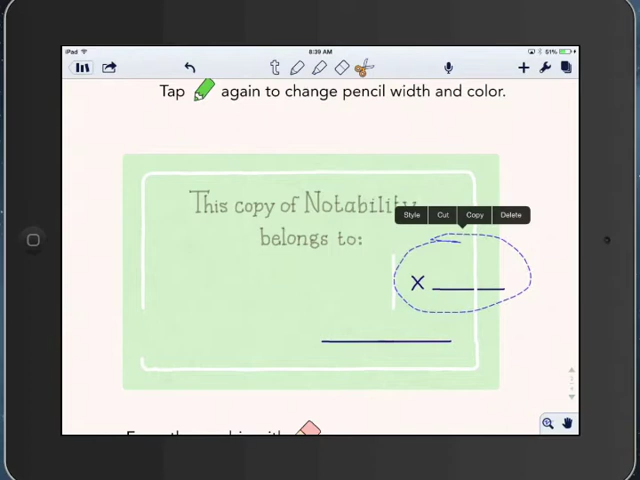 iPad
8:39 AM
51%
Tap again to change pencil width and color.
This copy of Notability
belongs to:
Style Cut Copy Delete
X